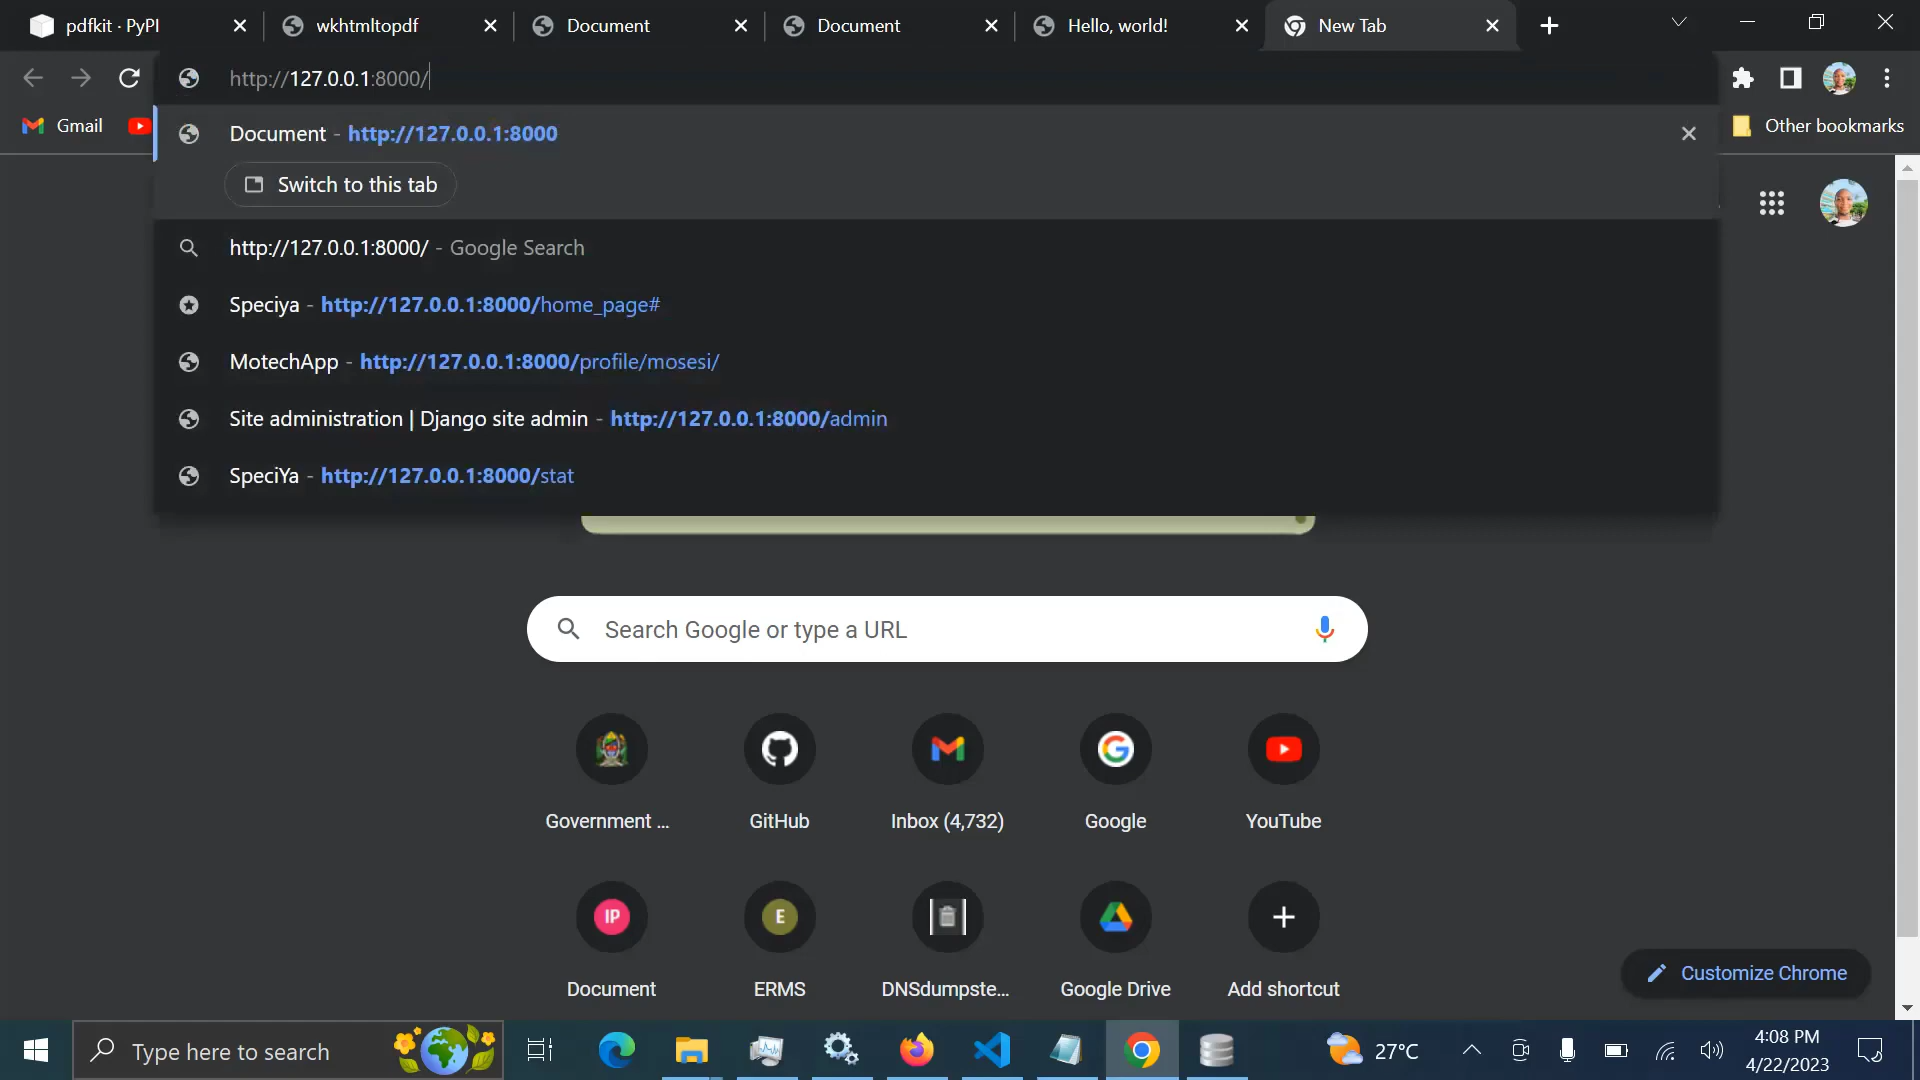 pdfkit · PyPI
wkhtmltopdf
Document
Document
Hello, world!
New Tab
http://127.0.0.1:8000/
Gmail
Other bookmarks
Document - http://127.0.0.1:8000
Switch to this tab
http://127.0.0.1:8000/ - Google Search
Speciya - http://127.0.0.1:8000/home_page#
MotechApp - http://127.0.0.1:8000/profile/mosesi/
Site administration | Django site admin - http://127.0.0.1:8000/admin
SpeciYa - http://127.0.0.1:8000/stat
Search Google or type a URL
Government ...
GitHub
Inbox (4,732)
Google
YouTube
IP
E
Document
ERMS
DNSdumpste...
Google Drive
Add shortcut
Customize Chrome
Type here to search
27°C
4:08 PM
4/22/2023